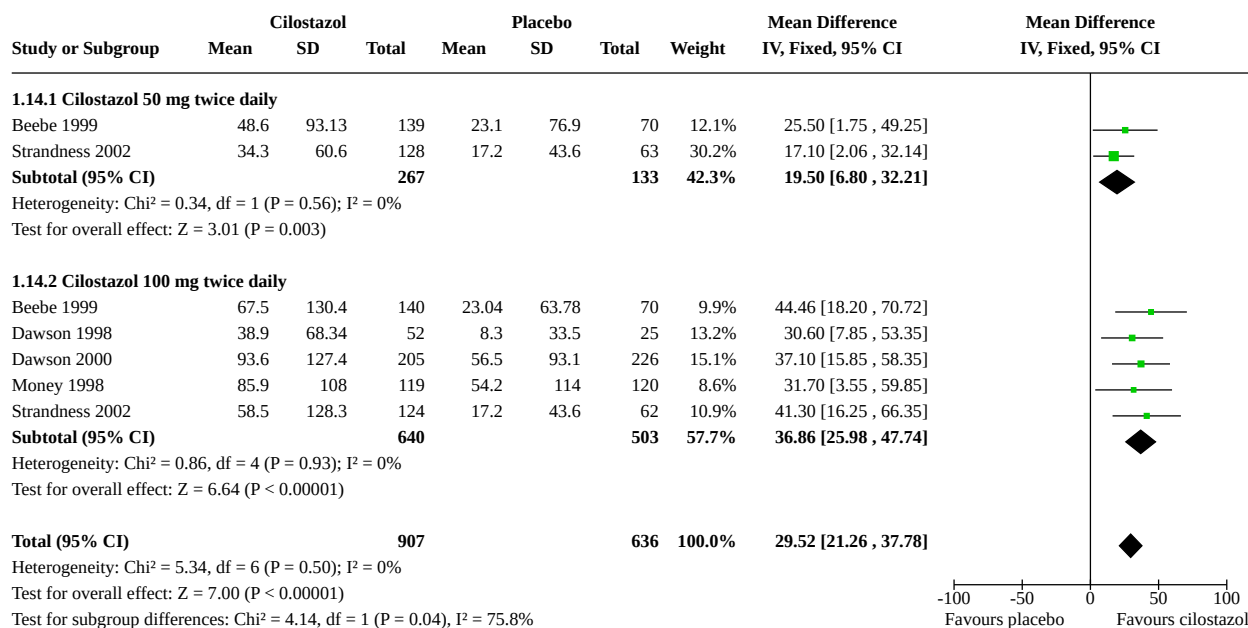 Cilostazol Placebo Mean Difference Mean Difference
Study or Subgroup Mean SD Total Mean SD Total Weight IV, Fixed, 95% CI IV, Fixed, 95% CI
1.14.1 Cilostazol 50 mg twice daily
Beebe 1999 48.6 93.13 139 23.1 76.9 70 12.1% 25.50 [1.75 , 49.25]
Strandness 2002 34.3 60.6 128 17.2 43.6 63 30.2% 17.10 [2.06 , 32.14]
Subtotal (95% CI) 267 133 42.3% 19.50 [6.80 , 32.21]
Heterogeneity: Chi² = 0.34, df = 1 (P = 0.56); I² = 0%
Test for overall effect: Z = 3.01 (P = 0.003)
1.14.2 Cilostazol 100 mg twice daily
Beebe 1999 67.5 130.4 140 23.04 63.78 70 9.9% 44.46 [18.20 , 70.72]
Dawson 1998 38.9 68.34 52 8.3 33.5 25 13.2% 30.60 [7.85 , 53.35]
Dawson 2000 93.6 127.4 205 56.5 93.1 226 15.1% 37.10 [15.85 , 58.35]
Money 1998 85.9 108 119 54.2 114 120 8.6% 31.70 [3.55 , 59.85]
Strandness 2002 58.5 128.3 124 17.2 43.6 62 10.9% 41.30 [16.25 , 66.35]
Subtotal (95% CI) 640 503 57.7% 36.86 [25.98 , 47.74]
Heterogeneity: Chi² = 0.86, df = 4 (P = 0.93); I² = 0%
Test for overall effect: Z = 6.64 (P < 0.00001)
Total (95% CI) 907 636 100.0% 29.52 [21.26 , 37.78]
Heterogeneity: Chi² = 5.34, df = 6 (P = 0.50); I² = 0%
Test for overall effect: Z = 7.00 (P < 0.00001)
-100 -50 0 50 100
Test for subgroup differences: Chi² = 4.14, df = 1 (P = 0.04), I² = 75.8% Favours placebo Favours cilostazol